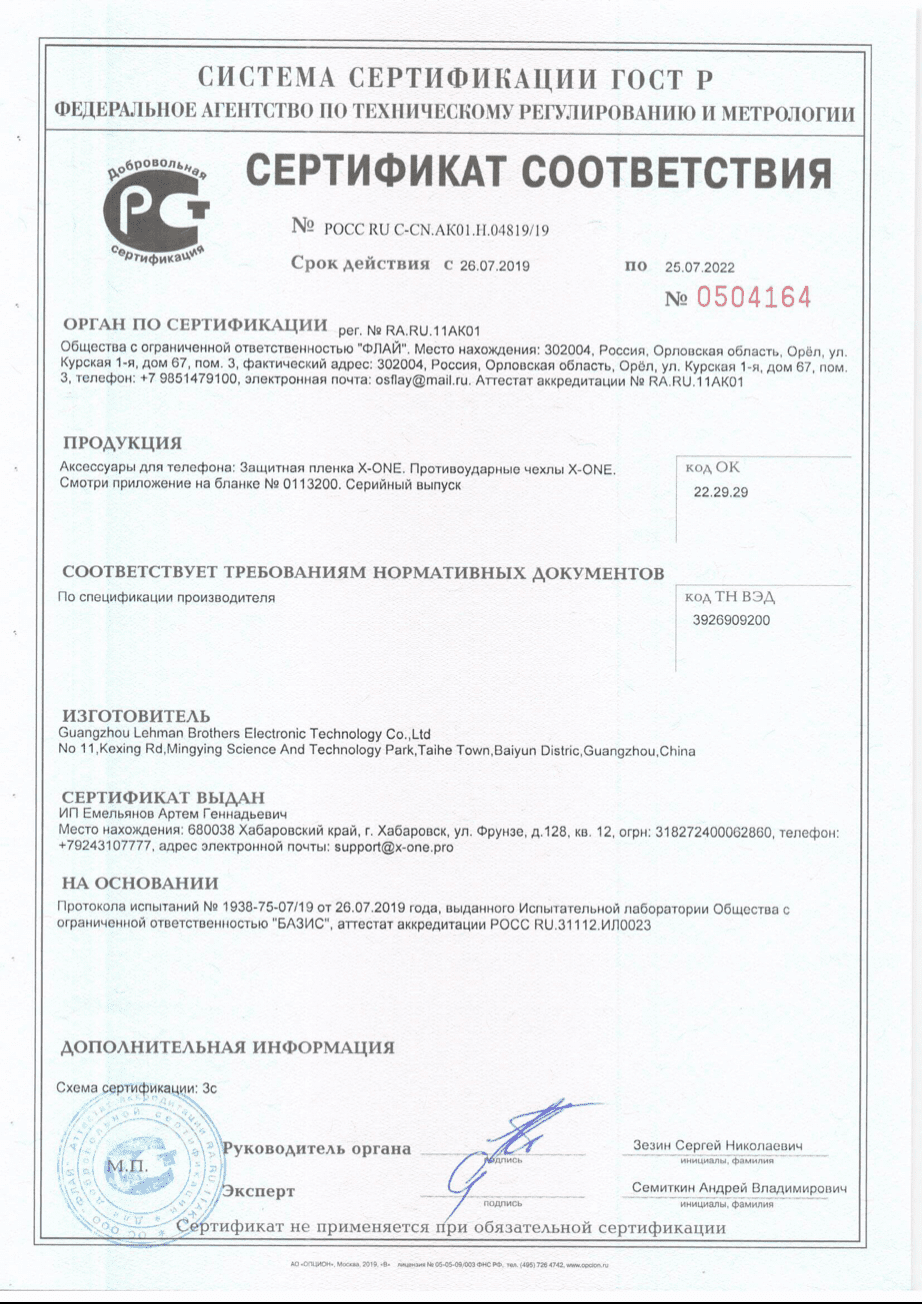 СИСТЕМА СЕРТИФИКАЦИИ ГОСТ Р
ФЕДЕРАЛЬНОЕ АГЕНТСТВО ПО ТЕХНИЧЕСКОМУ РЕГУЛИРОВАНИЮ И МЕТРОЛОГИИ
Добровольная
РСТ
сертификация
СЕРТИФИКАТ СООТВЕТСТВИЯ
№ РОСС RU C-CN.АК01.Н.04819/19
Срок действия с 26.07.2019 по 25.07.2022
№ 0504164
ОРГАН ПО СЕРТИФИКАЦИИ рег. № RA.RU.11АК01
Общества с ограниченной ответственностью "ФЛАЙ". Место нахождения: 302004, Россия, Орловская область, Орёл, ул.
Курская 1-я, дом 67, пом. 3, фактический адрес: 302004, Россия, Орловская область, Орёл, ул. Курская 1-я, дом 67, пом.
3, телефон: +7 9851479100, электронная почта: osflay@mail.ru. Аттестат аккредитации № RA.RU.11АК01
ПРОДУКЦИЯ
Аксессуары для телефона: Защитная пленка X-ONE. Противоударные чехлы X-ONE.
Смотри приложение на бланке № 0113200. Серийный выпуск
код ОК
22.29.29
СООТВЕТСТВУЕТ ТРЕБОВАНИЯМ НОРМАТИВНЫХ ДОКУМЕНТОВ
По спецификации производителя
код ТН ВЭД
3926909200
ИЗГОТОВИТЕЛЬ
Guangzhou Lehman Brothers Electronic Technology Co.,Ltd
No 11,Kexing Rd,Mingying Science And Technology Park,Taihe Town,Baiyun Distric,Guangzhou,China
СЕРТИФИКАТ ВЫДАН
ИП Емельянов Артем Геннадьевич
Место нахождения: 680038 Хабаровский край, г. Хабаровск, ул. Фрунзе, д.128, кв. 12, огрн: 318272400062860, телефон:
+79243107777, адрес электронной почты: support@x-one.pro
НА ОСНОВАНИИ
Протокола испытаний № 1938-75-07/19 от 26.07.2019 года, выданного Испытательной лаборатории Общества с
ограниченной ответственностью "БАЗИС", аттестат аккредитации РОСС RU.31112.ИЛ0023
ДОПОЛНИТЕЛЬНАЯ ИНФОРМАЦИЯ
Схема сертификации: 3с
М.П.
Руководитель органа
подпись
Зезин Сергей Николаевич
инициалы, фамилия
Эксперт
подпись
Семиткин Андрей Владимирович
инициалы, фамилия
Сертификат не применяется при обязательной сертификации
АО «ОПЦИОН», Москва, 2019, «В» лицензия № 05-05-09/003 ФНС РФ, тел. (495) 726 4742, www.opcion.ru